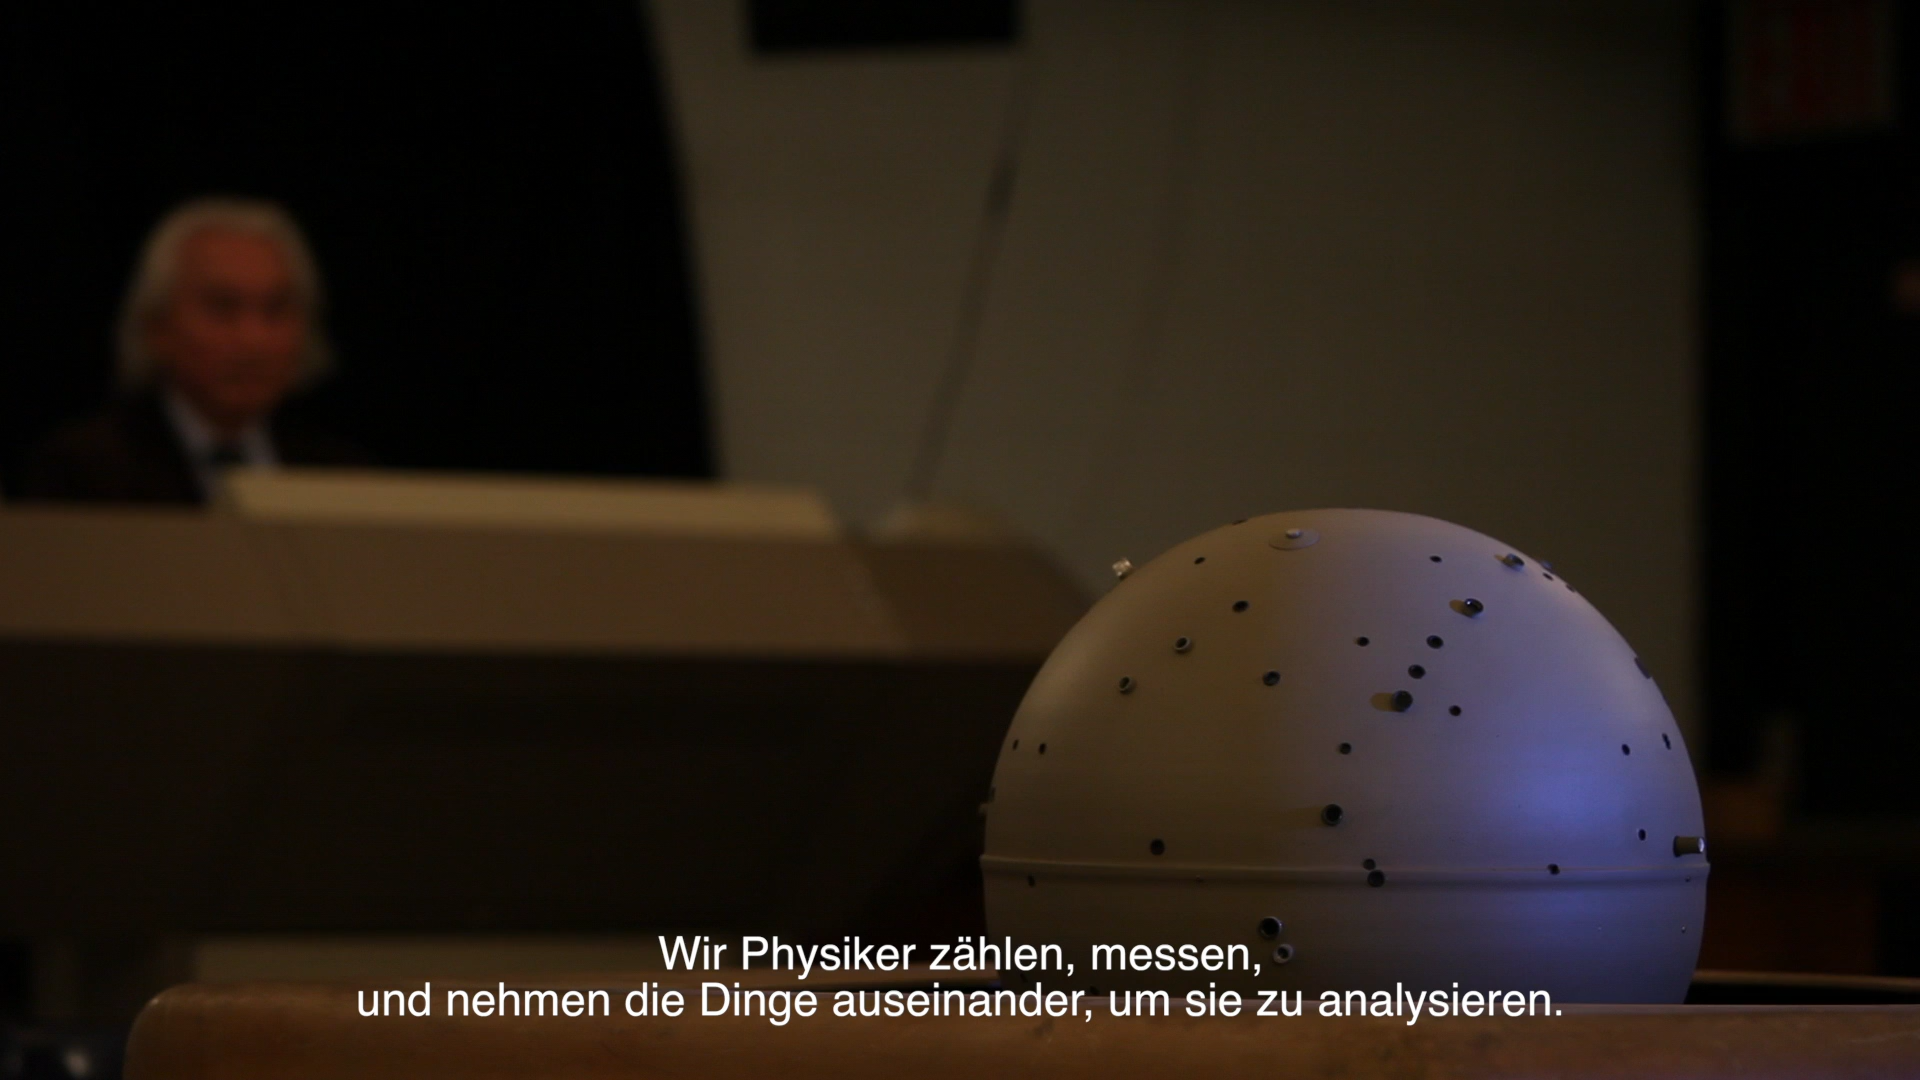 Wir Physiker zählen, messen,
und nehmen die Dinge auseinander, um sie zu analysieren.